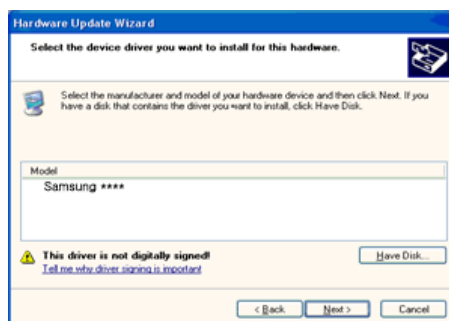 Hardware Update Wizard
Select the device driver you want to install for this hardware.
Select the manufacturer and model of your hardware device and then click Next. If you
have a disk that contains the driver you want to install, click Have Disk.
Model
Samsung ****
This driver is not digitally signed!
Tell me why driver signing is important
Have Disk...
< Back
Next >
Cancel